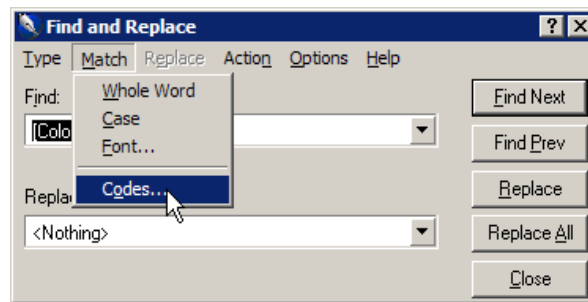 Find and Replace
Type Match Replace Action Options Help
Find:
Whole Word
Case
Font...
Codes...
<Nothing>
Find Next
Find Prev
Replace
Replace All
Close